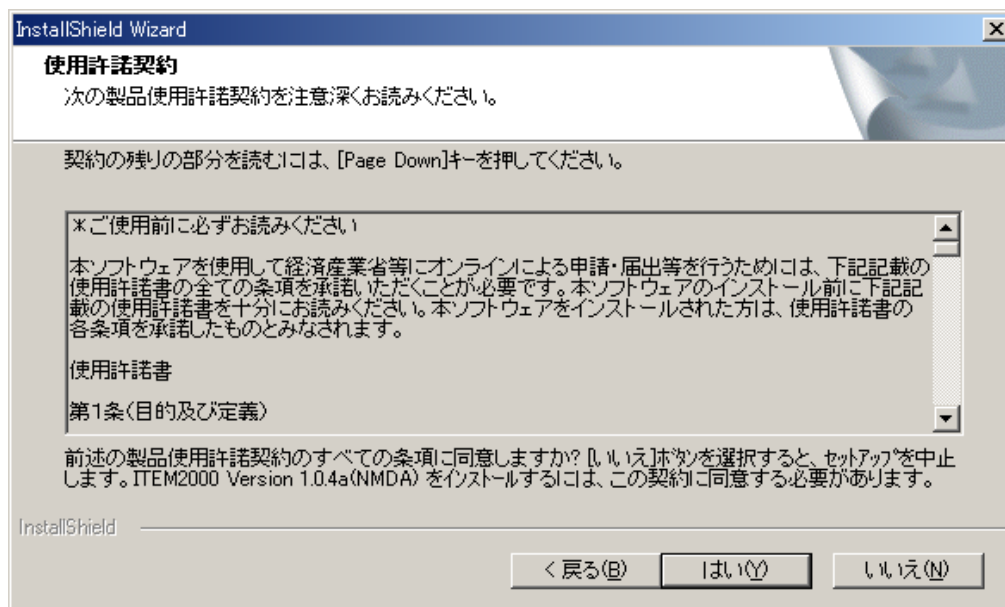 InstallShield Wizard
使用許諾契約
次の製品使用許諾契約を注意深くお読みください。
契約の残りの部分を読むには、[Page Down]キーを押してください。
*ご使用前に必ずお読みください
本ソフトウェアを使用して経済産業省等にオンラインによる申請・届出等を行うためには、下記記載の
使用許諾書の全ての条項を承諾いただくことが必要です。本ソフトウェアのインストール前に下記記
載の使用許諾書を十分にお読みください。本ソフトウェアをインストールされた方は、使用許諾書の
各条項を承諾したものとみなされます。
使用許諾書
第1条(目的及び定義)
前述の製品使用許諾契約のすべての条項に同意しますか? [いいえ]ボタンを選択すると、セットアップを中止
します。ITEM2000 Version 1.0.4a(NMDA) をインストールするには、この契約に同意する必要があります。
InstallShield
< 戻る(B)
はい(Y)
いいえ(N)